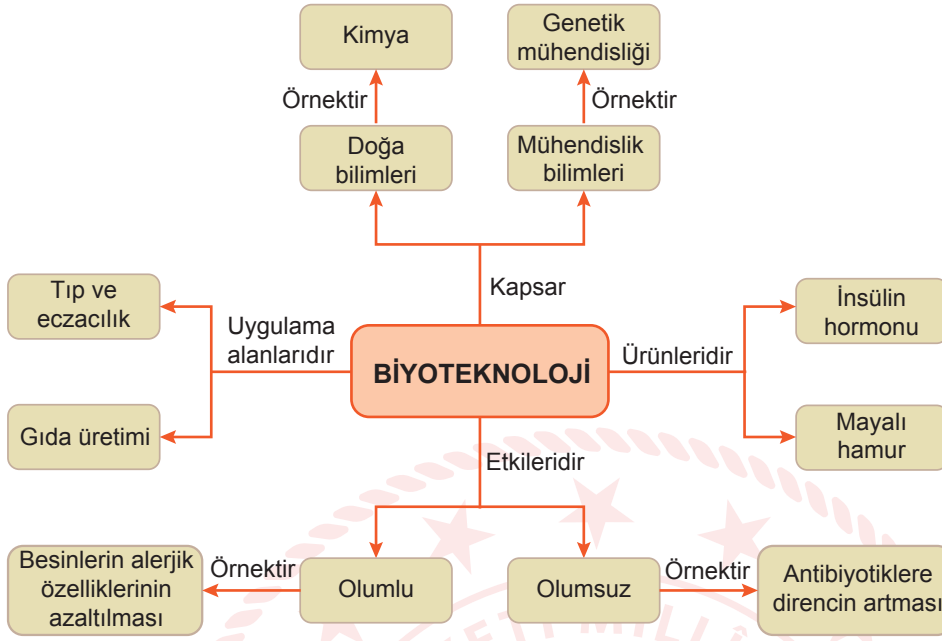 Kimya
Genetik
mühendisliği
Örnektir
Örnektir
Doğa
bilimleri
Mühendislik
bilimleri
Kapsar
Tıp ve
eczacılık
Uygulama
alanlarıdır
Gıda üretimi
BİYOTEKNOLOJİ
Ürünleridir
İnsülin
hormonu
Mayalı
hamur
Etkileridir
Besinlerin alerjik
özelliklerinin
azaltılması
Örnektir
Olumlu
Olumsuz
Örnektir
Antibiyotiklere
direncin artması